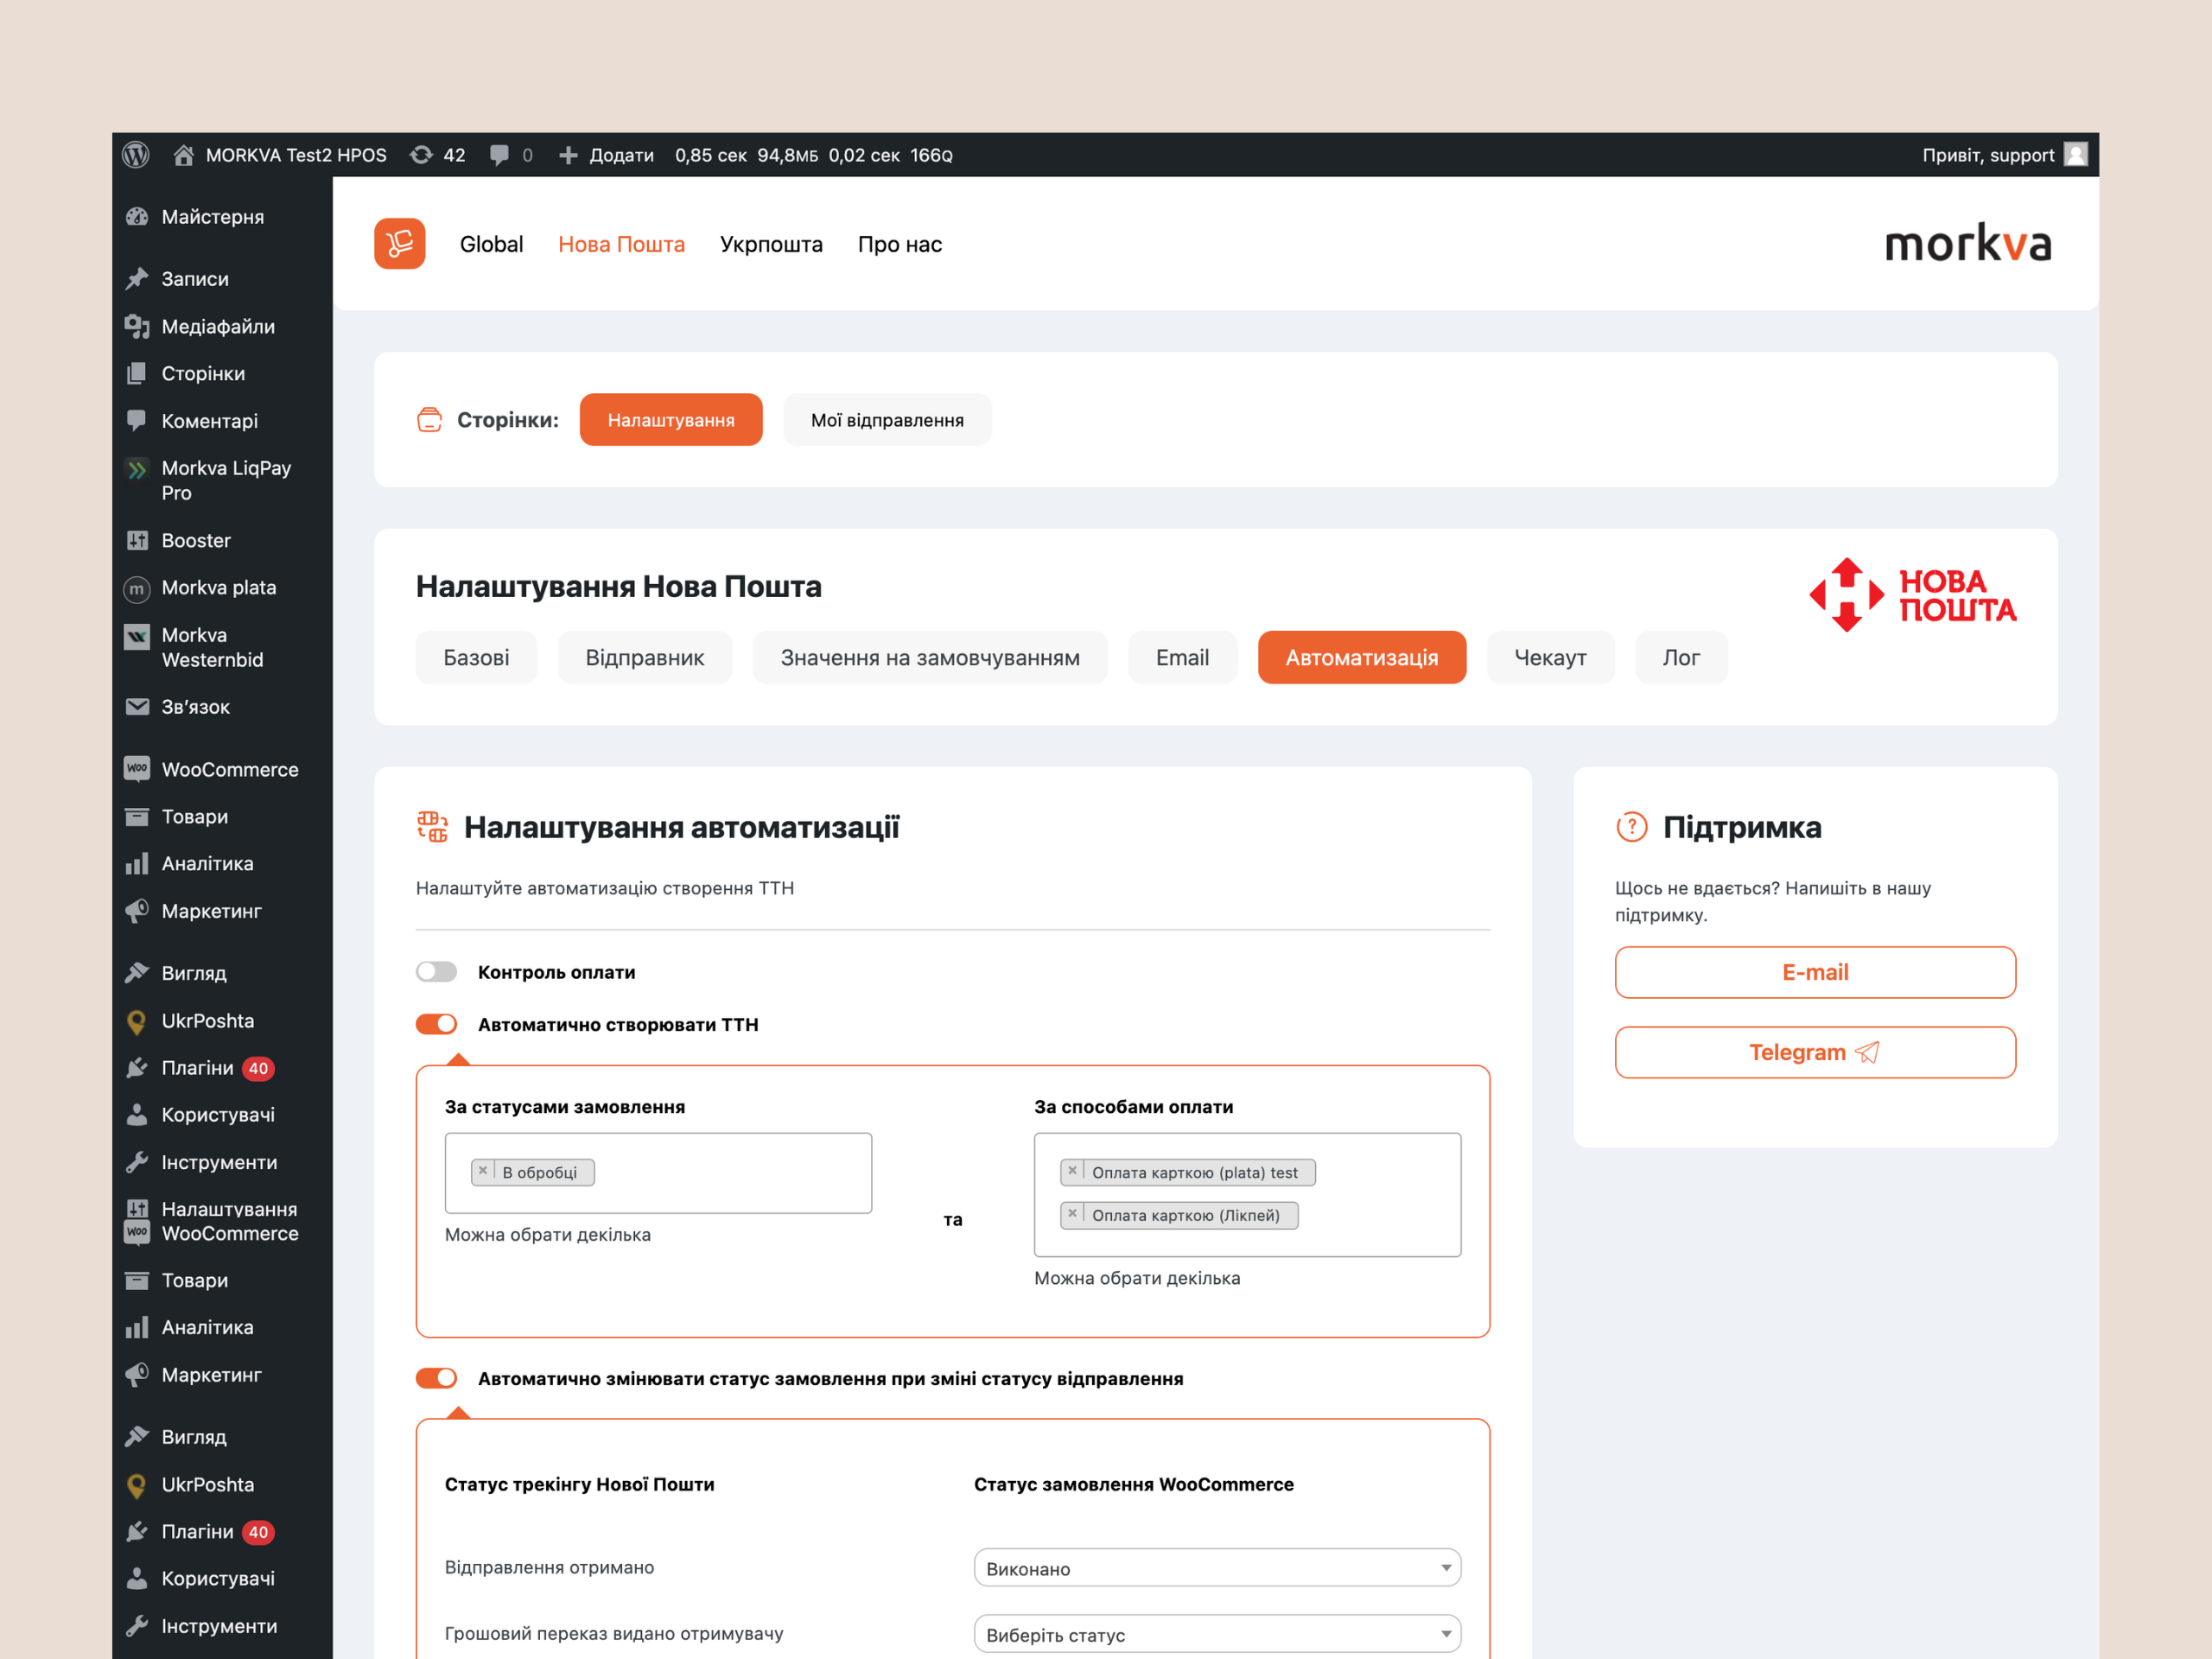 MORKVA Test2 HPOS 42 0 Додати 0,85 сек 94,8МБ 0,02 сек 166Q
Привіт, support
Майстерня
Записи
Медіафайли
Сторінки
Коментарі
Morkva LiqPay
Pro
Booster
m Morkva plata
Morkva
Westernbid
Зв’язок
Woo WooCommerce
Товари
Аналітика
Маркетинг
Вигляд
UkrPoshta
Плагіни 40
Користувачі
Інструменти
Налаштування
Woo WooCommerce
Товари
Аналітика
Маркетинг
Вигляд
UkrPoshta
Плагіни 40
Користувачі
Інструменти
Global Нова Пошта Укрпошта Про нас
morkva
Сторінки: Налаштування Мої відправлення
Налаштування Нова Пошта
НОВА
ПОШТА
Базові Відправник Значення на замовчуванням Email Автоматизація Чекаут Лог
Налаштування автоматизації
Налаштуйте автоматизацію створення ТТН
Контроль оплати
Автоматично створювати ТТН
За статусами замовлення
× В обробці
Можна обрати декілька
та
За способами оплати
× Оплата карткою (plata) test
× Оплата карткою (Лікпей)
Можна обрати декілька
Автоматично змінювати статус замовлення при зміні статусу відправлення
Статус трекінгу Нової Пошти Статус замовлення WooCommerce
Відправлення отримано Виконано
Грошовий переказ видано отримувачу Виберіть статус
? Підтримка
Щось не вдається? Напишіть в нашу
підтримку.
E-mail
Telegram